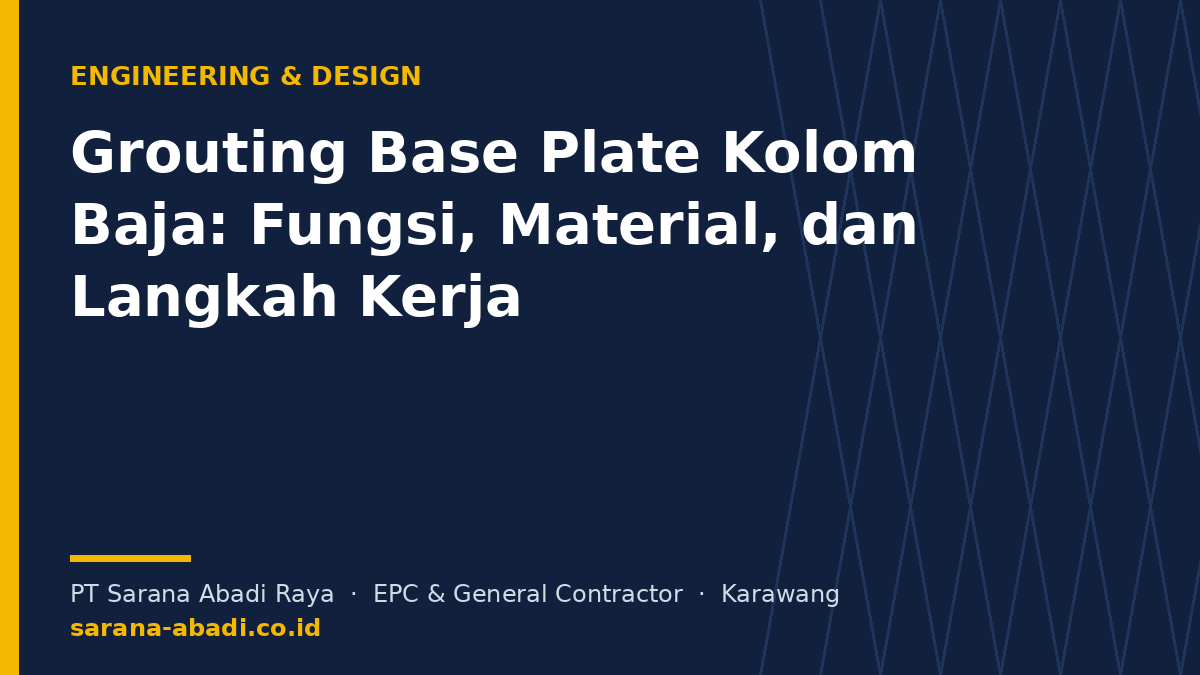 ENGINEERING & DESIGN
Grouting Base Plate Kolom
Baja: Fungsi, Material, dan
Langkah Kerja
PT Sarana Abadi Raya · EPC & General Contractor · Karawang
sarana-abadi.co.id